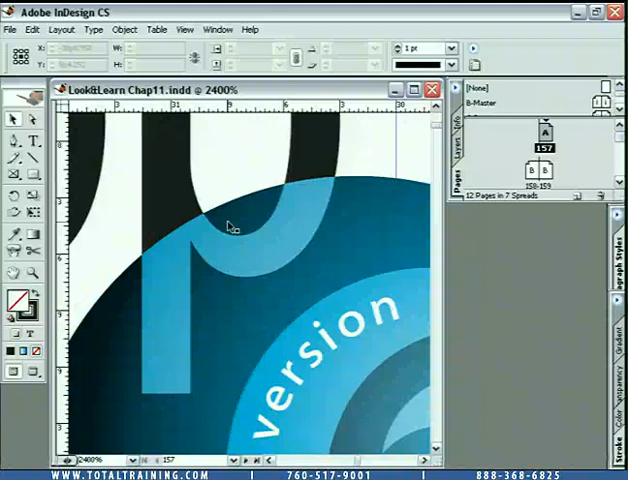 Adobe InDesign CS
File Edit Layout Type Object Table View Window Help
X: W: 1 pt
Y: H:
Look&Learn Chap11.indd @ 2400%
[None]
B-Master
A
157
B B
158-159
12 Pages in 7 Spreads
Info
Layers
Pages
Paragraph Styles
Gradient
Transparency
Color
Stroke
p
version
2400% 157
WWW.TOTALTRAINING.COM | 760-517-9001 | 888-368-6825